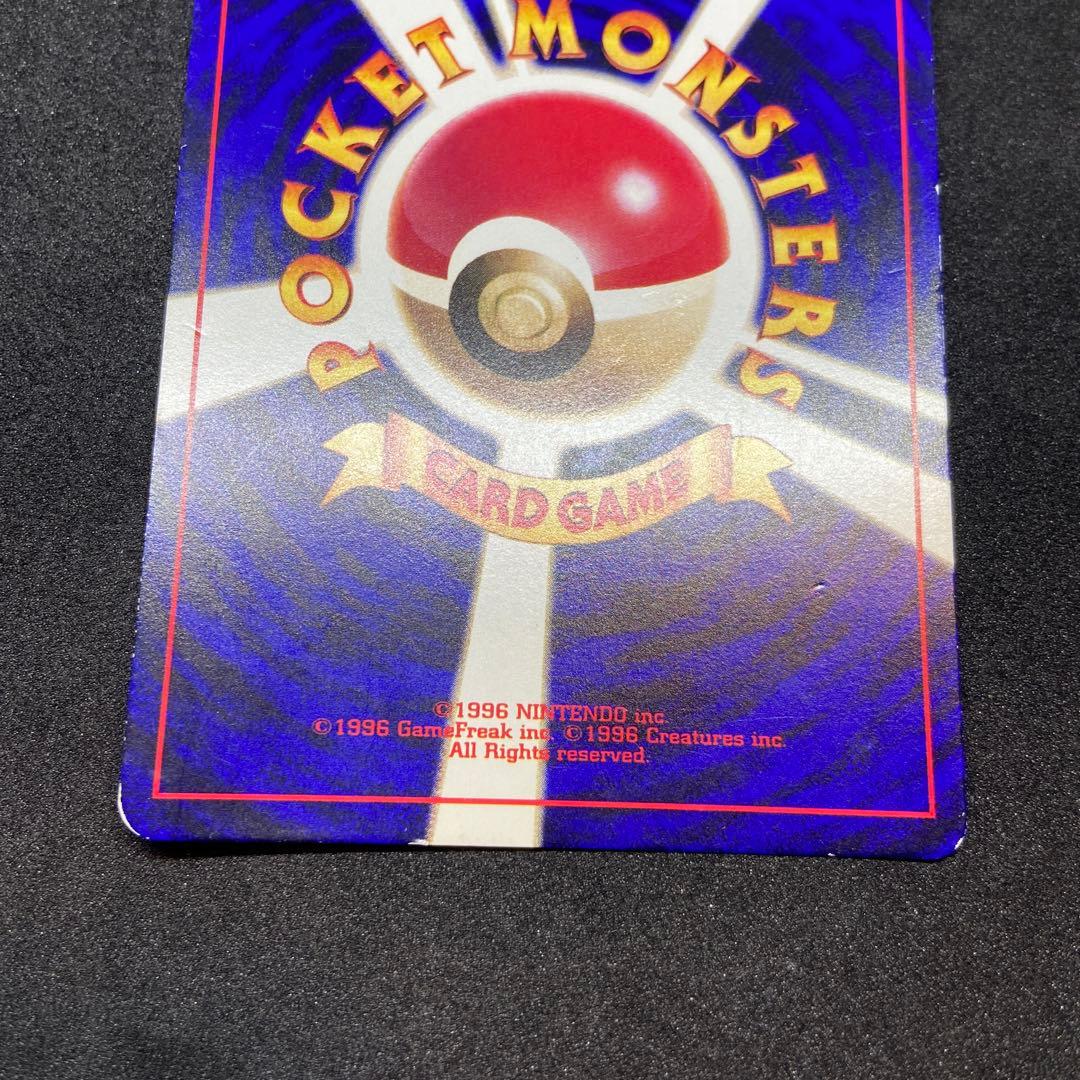 POCKET MONSTERS
CARD GAME
©1996 NINTENDO inc.
©1996 GameFreak inc. ©1996 Creatures inc.
All Rights reserved.